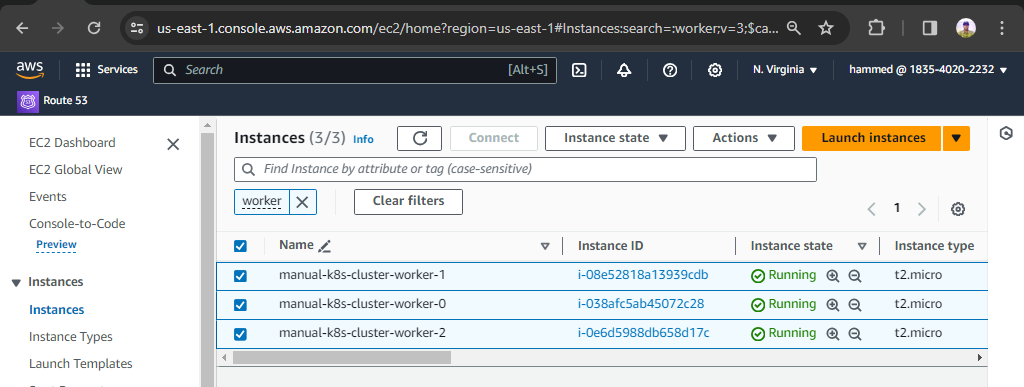 us-east-1.console.aws.amazon.com/ec2/home?region=us-east-1#Instances:search=:worker;v=3;$ca...
aws Services Search [Alt+S] N. Virginia hammed @ 1835-4020-2232
Route 53
EC2 Dashboard
EC2 Global View
Events
Console-to-Code
Preview
Instances
Instances
Instance Types
Launch Templates
Instances (3/3) Info Connect Instance state Actions Launch instances
Find Instance by attribute or tag (case-sensitive)
worker Clear filters
1
Name Instance ID Instance state Instance type
manual-k8s-cluster-worker-1 i-08e52818a13939cdb Running t2.micro
manual-k8s-cluster-worker-0 i-038afc5ab45072c28 Running t2.micro
manual-k8s-cluster-worker-2 i-0e6d5988db658d17c Running t2.micro